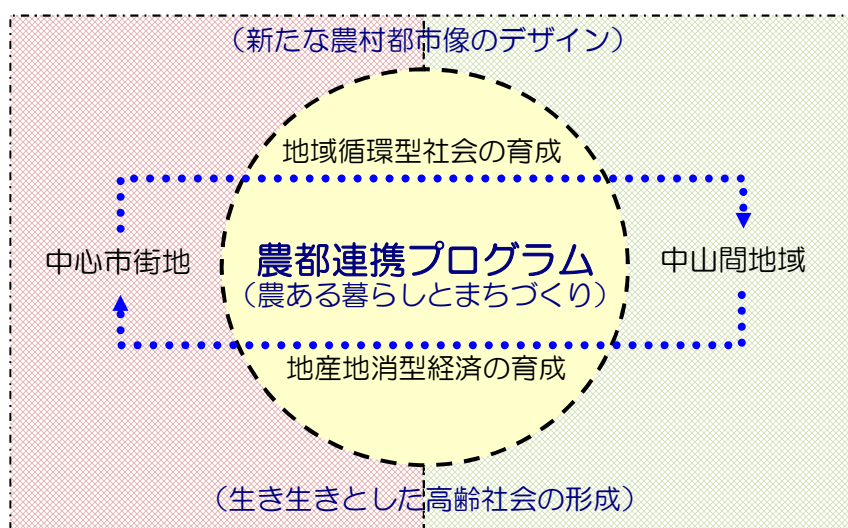 (新たな農村都市像のデザイン)
地域循環型社会の育成
中心市街地
農都連携プログラム
(農ある暮らしとまちづくり)
中山間地域
地産地消型経済の育成
(生き生きとした高齢社会の形成)